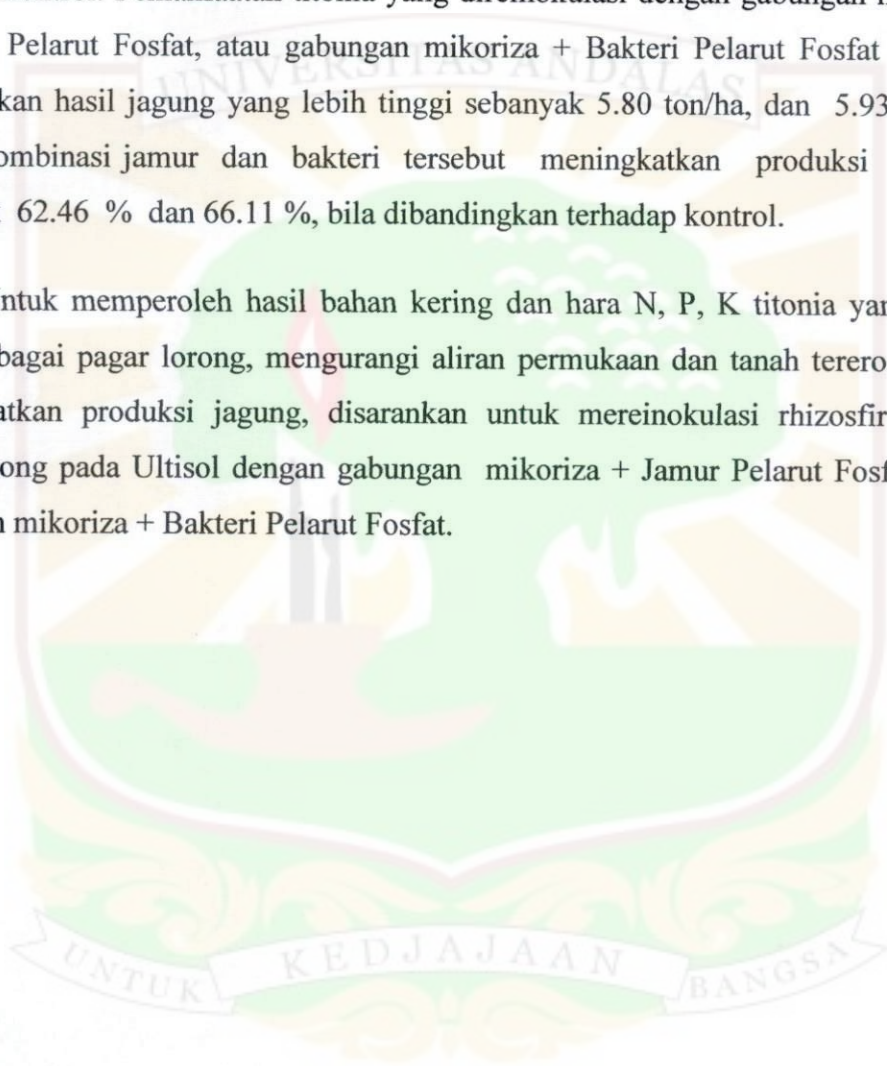 Pelarut Fosfat, atau gabungan mikoriza + Bakteri Pelarut Fosfat
kan hasil jagung yang lebih tinggi sebanyak 5.80 ton/ha, dan 5.93
ombinasi jamur dan bakteri tersebut meningkatkan produksi
62.46 % dan 66.11 %, bila dibandingkan terhadap kontrol.
ntuk memperoleh hasil bahan kering dan hara N, P, K titonia yan
bagai pagar lorong, mengurangi aliran permukaan dan tanah terero
atkan produksi jagung, disarankan untuk mereinokulasi rhizosfir
ong pada Ultisol dengan gabungan mikoriza + Jamur Pelarut Fosf
n mikoriza + Bakteri Pelarut Fosfat.
UNIVERSITAS ANDALAS
UNTUK KEDJAJAAN BANGSA